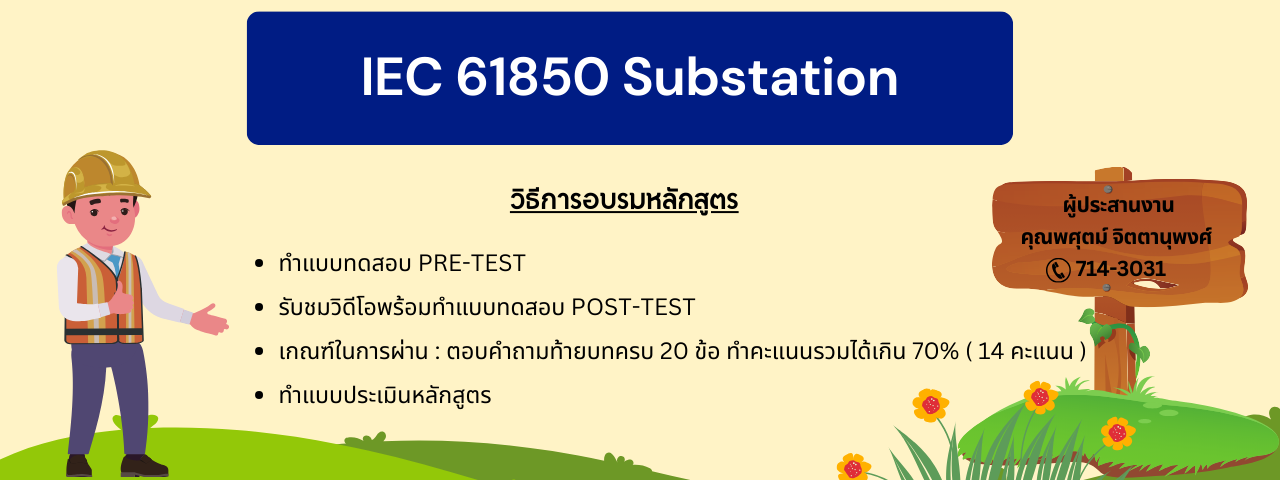 IEC 61850 Substation
วิธีการอบรมหลักสูตร
ทำแบบทดสอบ PRE-TEST
รับชมวิดีโอพร้อมทำแบบทดสอบ POST-TEST
เกณฑ์ในการผ่าน : ตอบคำถามท้ายบทครบ 20 ข้อ ทำคะแนนรวมได้เกิน 70% ( 14 คะแนน )
ทำแบบประเมินหลักสูตร
ผู้ประสานงาน
คุณพศุตม์ จิตตานุพงศ์
714-3031